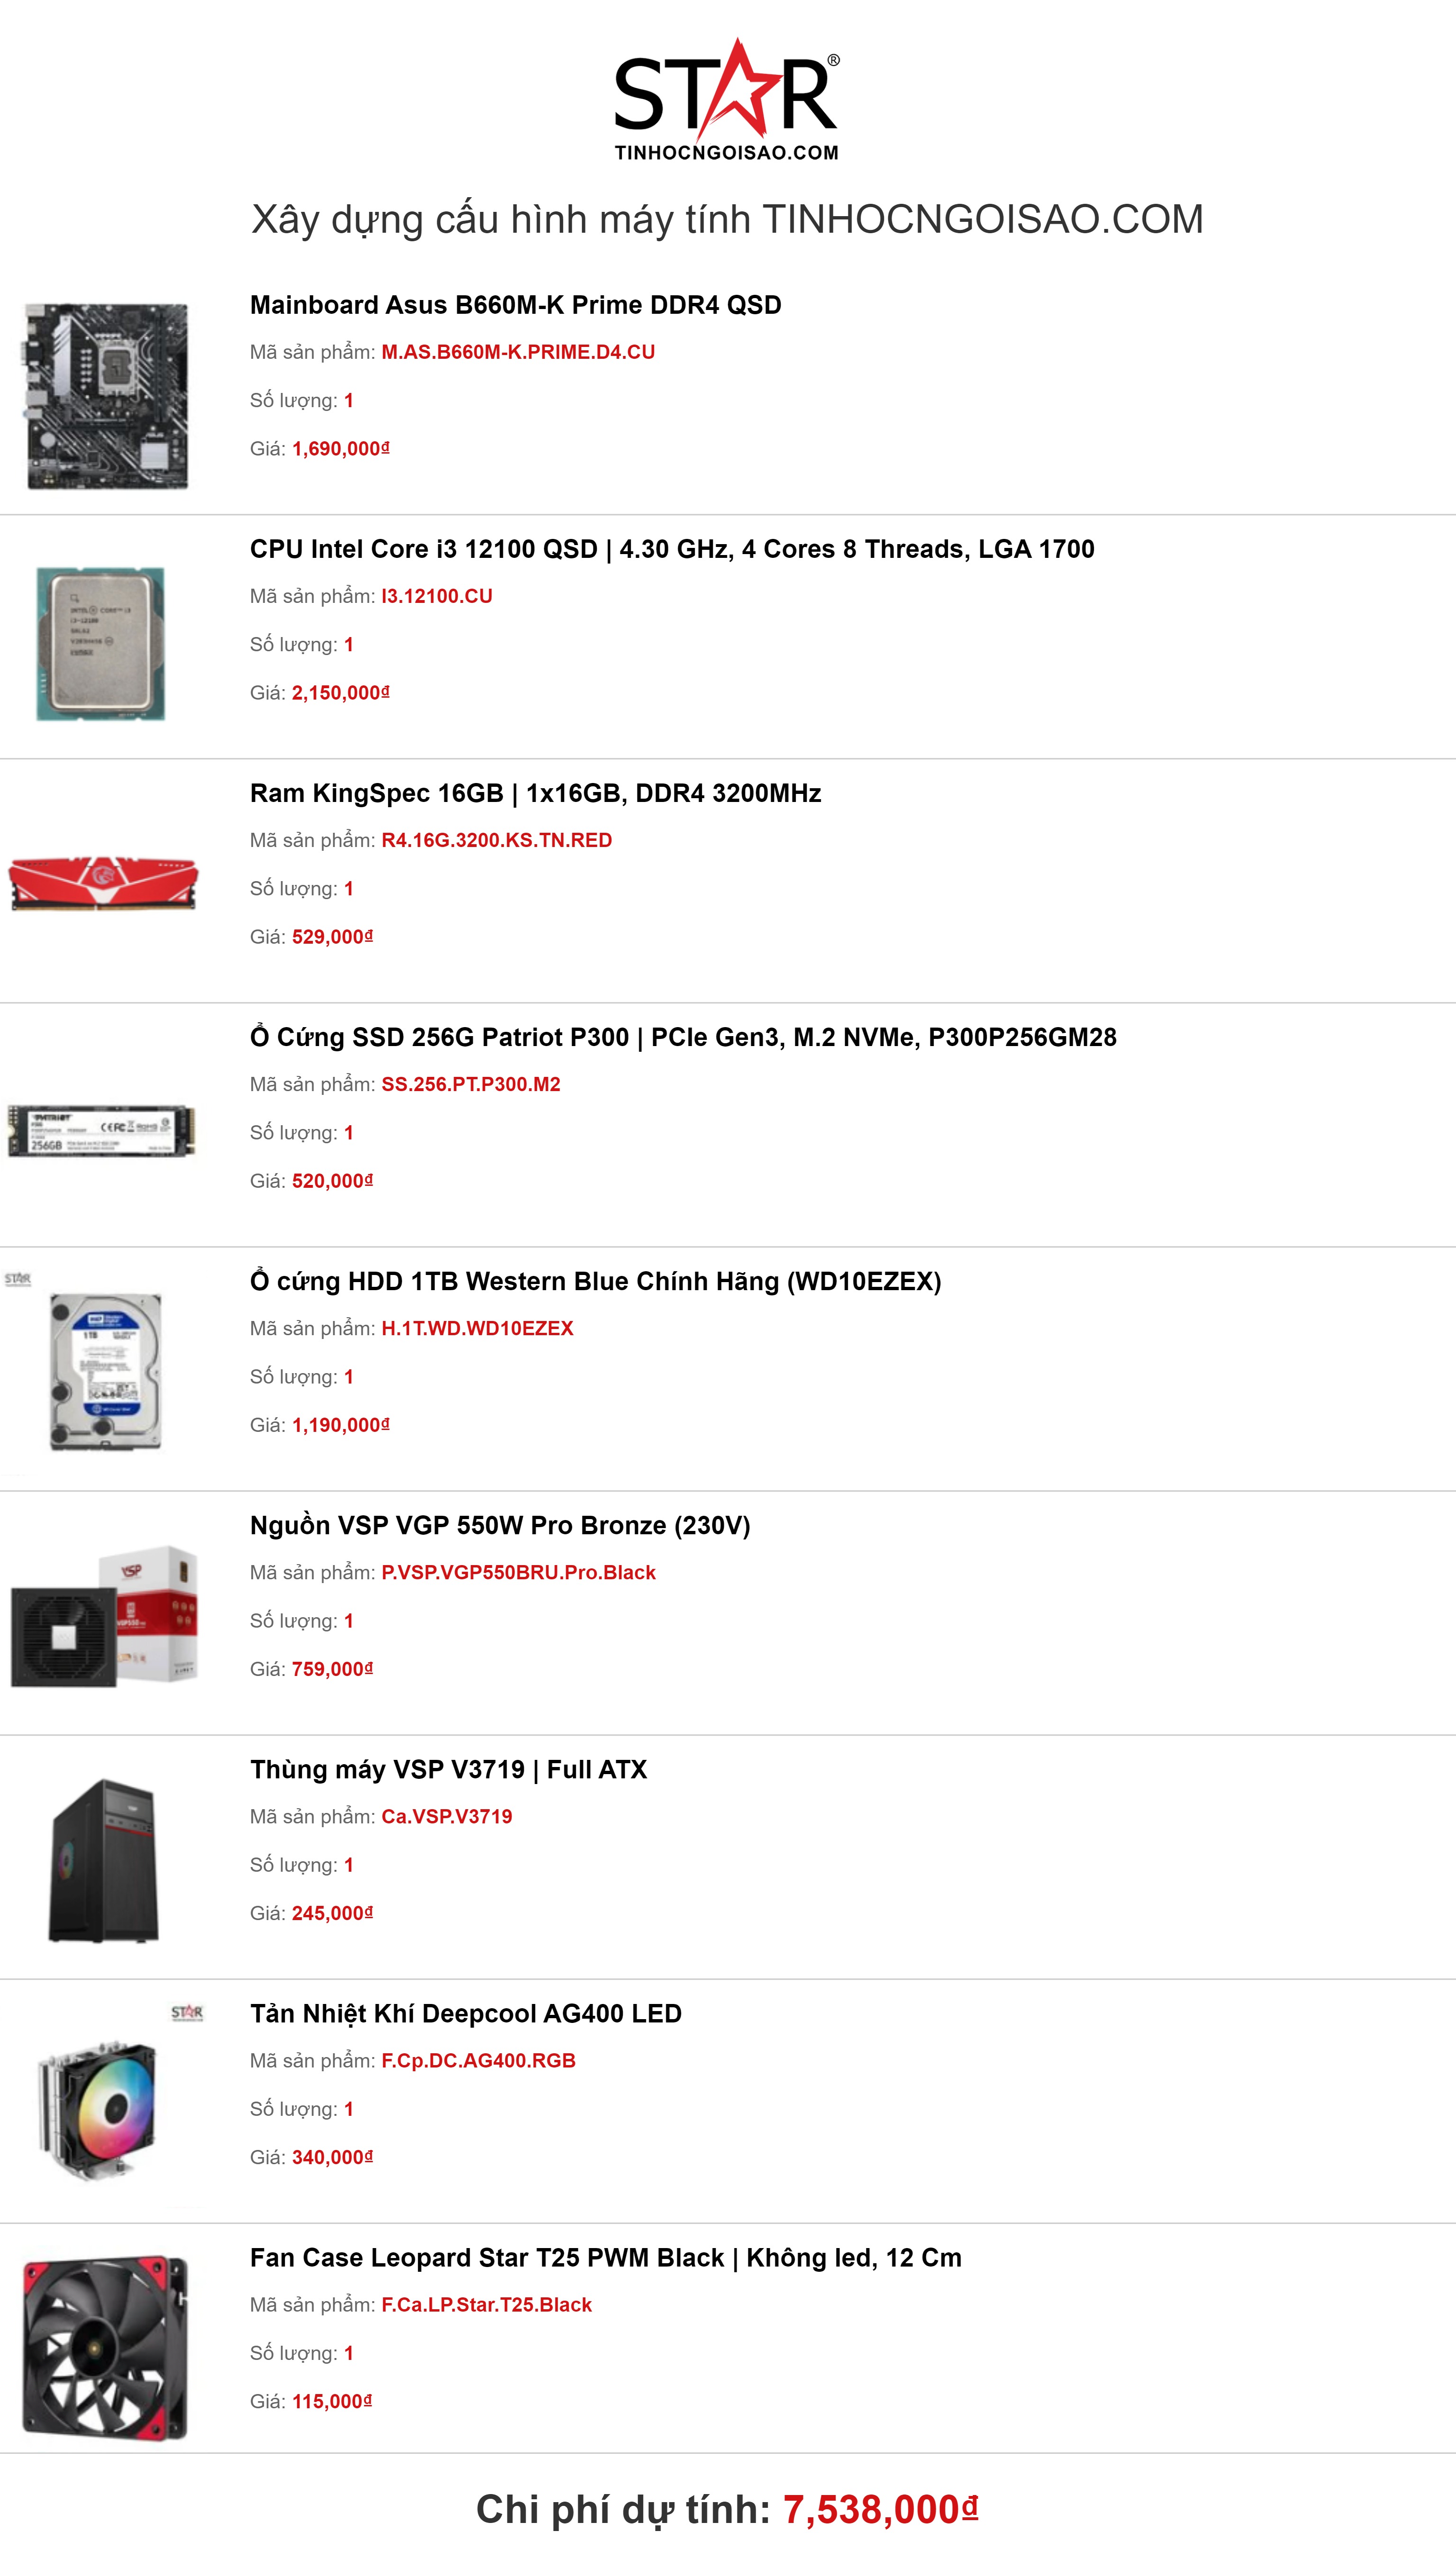 STAR®
TINHOCNGOISAO.COM
Xây dựng cấu hình máy tính TINHOCNGOISAO.COM
Mainboard Asus B660M-K Prime DDR4 QSD
Mã sản phẩm: M.AS.B660M-K.PRIME.D4.CU
Số lượng: 1
Giá: 1,690,000₫
CPU Intel Core i3 12100 QSD | 4.30 GHz, 4 Cores 8 Threads, LGA 1700
Mã sản phẩm: I3.12100.CU
Số lượng: 1
Giá: 2,150,000₫
INTEL® CORE™ i3
i3-12100
Ram KingSpec 16GB | 1x16GB, DDR4 3200MHz
Mã sản phẩm: R4.16G.3200.KS.TN.RED
Số lượng: 1
Giá: 529,000₫
Ổ Cứng SSD 256G Patriot P300 | PCIe Gen3, M.2 NVMe, P300P256GM28
Mã sản phẩm: SS.256.PT.P300.M2
Số lượng: 1
Giá: 520,000₫
PATRIOT
256GB
Ổ cứng HDD 1TB Western Blue Chính Hãng (WD10EZEX)
Mã sản phẩm: H.1T.WD.WD10EZEX
Số lượng: 1
Giá: 1,190,000₫
STAR
1TB
Nguồn VSP VGP 550W Pro Bronze (230V)
Mã sản phẩm: P.VSP.VGP550BRU.Pro.Black
Số lượng: 1
Giá: 759,000₫
VSP
Thùng máy VSP V3719 | Full ATX
Mã sản phẩm: Ca.VSP.V3719
Số lượng: 1
Giá: 245,000₫
Tản Nhiệt Khí Deepcool AG400 LED
Mã sản phẩm: F.Cp.DC.AG400.RGB
Số lượng: 1
Giá: 340,000₫
STAR
Fan Case Leopard Star T25 PWM Black | Không led, 12 Cm
Mã sản phẩm: F.Ca.LP.Star.T25.Black
Số lượng: 1
Giá: 115,000₫
Chi phí dự tính: 7,538,000₫